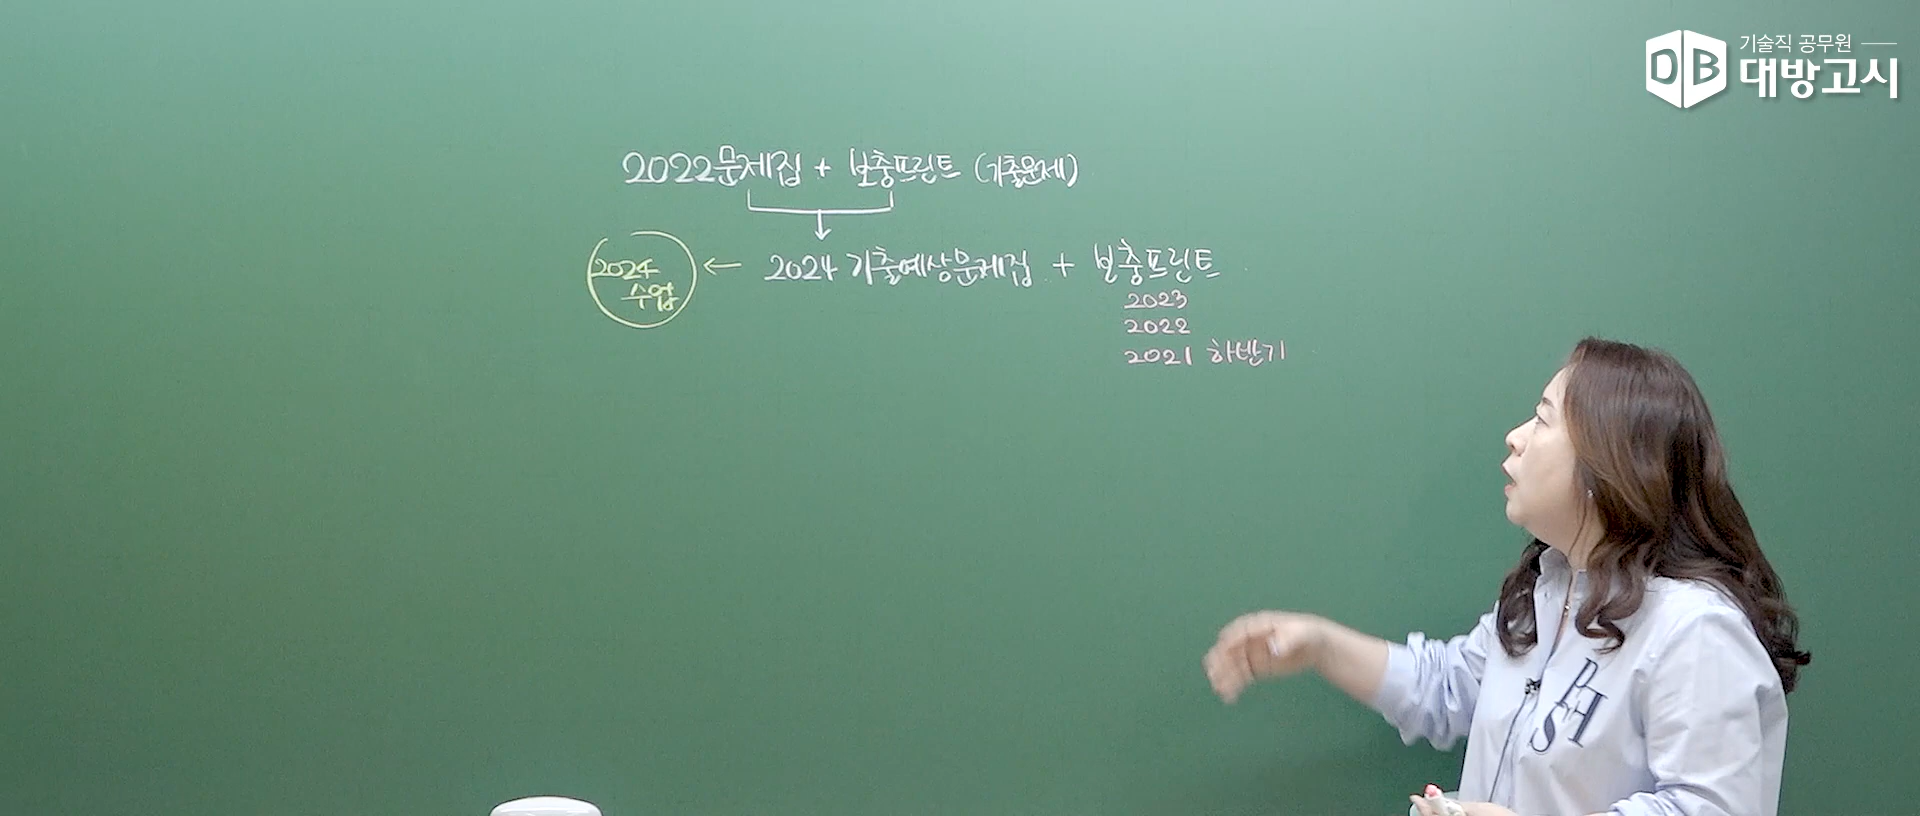 기술직 공무원
DB 대방고시
2022문제집 + 보충프린트 (기출문제)
2024 수업 ← 2024 기출예상문제집 + 보충프린트
2023
2022
2021 하반기
PHS